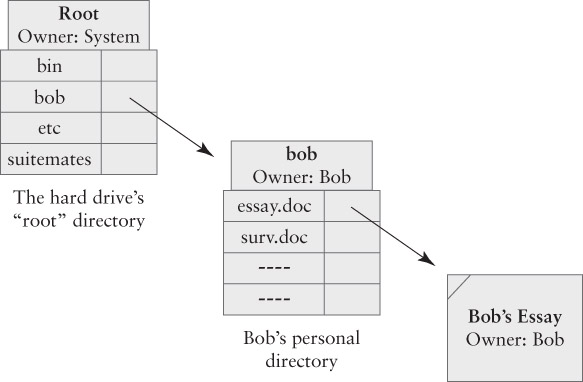 Root
Owner: System
bin
bob
etc
suitemates
The hard drive's
“root” directory
bob
Owner: Bob
essay.doc
surv.doc
----
----
Bob's personal
directory
Bob's Essay
Owner: Bob